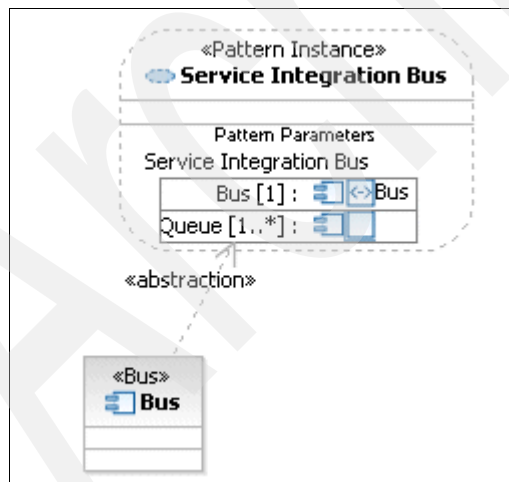 «Pattern Instance»
Service Integration Bus
Pattern Parameters
Service Integration Bus
Bus [1] : Bus
Queue [1..*] :
«abstraction»
«Bus»
Bus